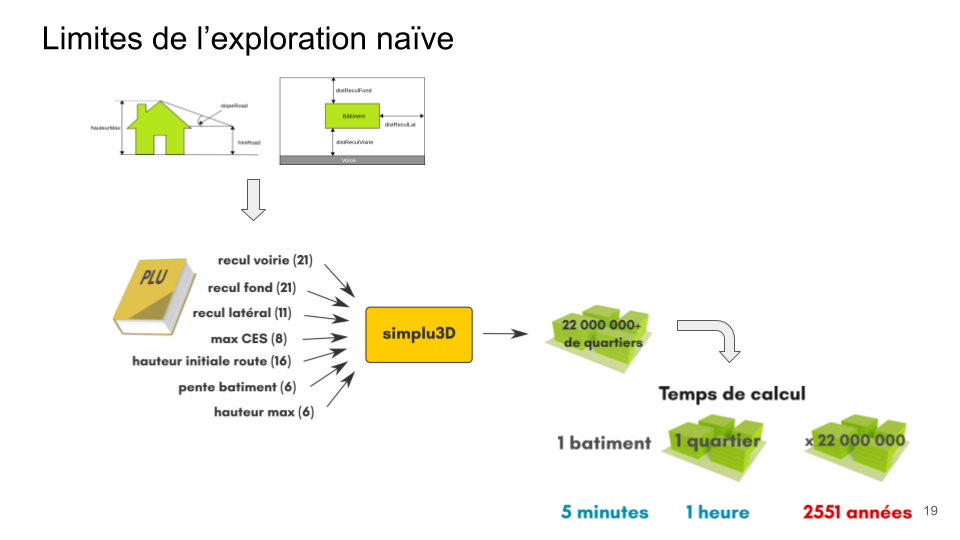 Limites de l’exploration naïve
slopeRoad
hauteurMax
hiniRoad
distReculFond
Bâtiment
distReculLat
distReculVoirie
Voirie
PLU
recul voirie (21)
recul fond (21)
recul latéral (11)
max CES (8)
hauteur initiale route (16)
pente batiment (6)
hauteur max (6)
simplu3D
22 000 000+
de quartiers
Temps de calcul
1 batiment
1 quartier
x 22 000 000
5 minutes
1 heure
2551 années
19